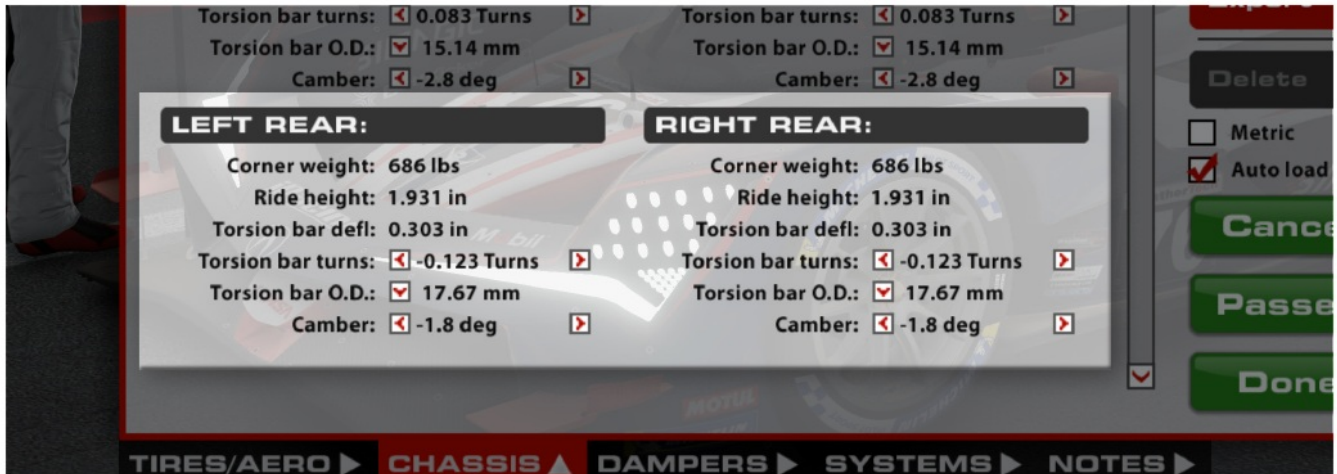 Torsion bar turns: 0.083 Turns Torsion bar turns: 0.083 Turns
Torsion bar O.D.: 15.14 mm Torsion bar O.D.: 15.14 mm
Camber: -2.8 deg Camber: -2.8 deg
Delete
LEFT REAR: RIGHT REAR:
Metric
Corner weight: 686 lbs Corner weight: 686 lbs
Auto load
Ride height: 1.931 in Ride height: 1.931 in
Torsion bar defl: 0.303 in Torsion bar defl: 0.303 in
Cance
Torsion bar turns: -0.123 Turns Torsion bar turns: -0.123 Turns
Torsion bar O.D.: 17.67 mm Torsion bar O.D.: 17.67 mm
Passe
Camber: -1.8 deg Camber: -1.8 deg
Done
Mobil
MOTUL
TIRES/AERO CHASSIS DAMPERS SYSTEMS NOTES